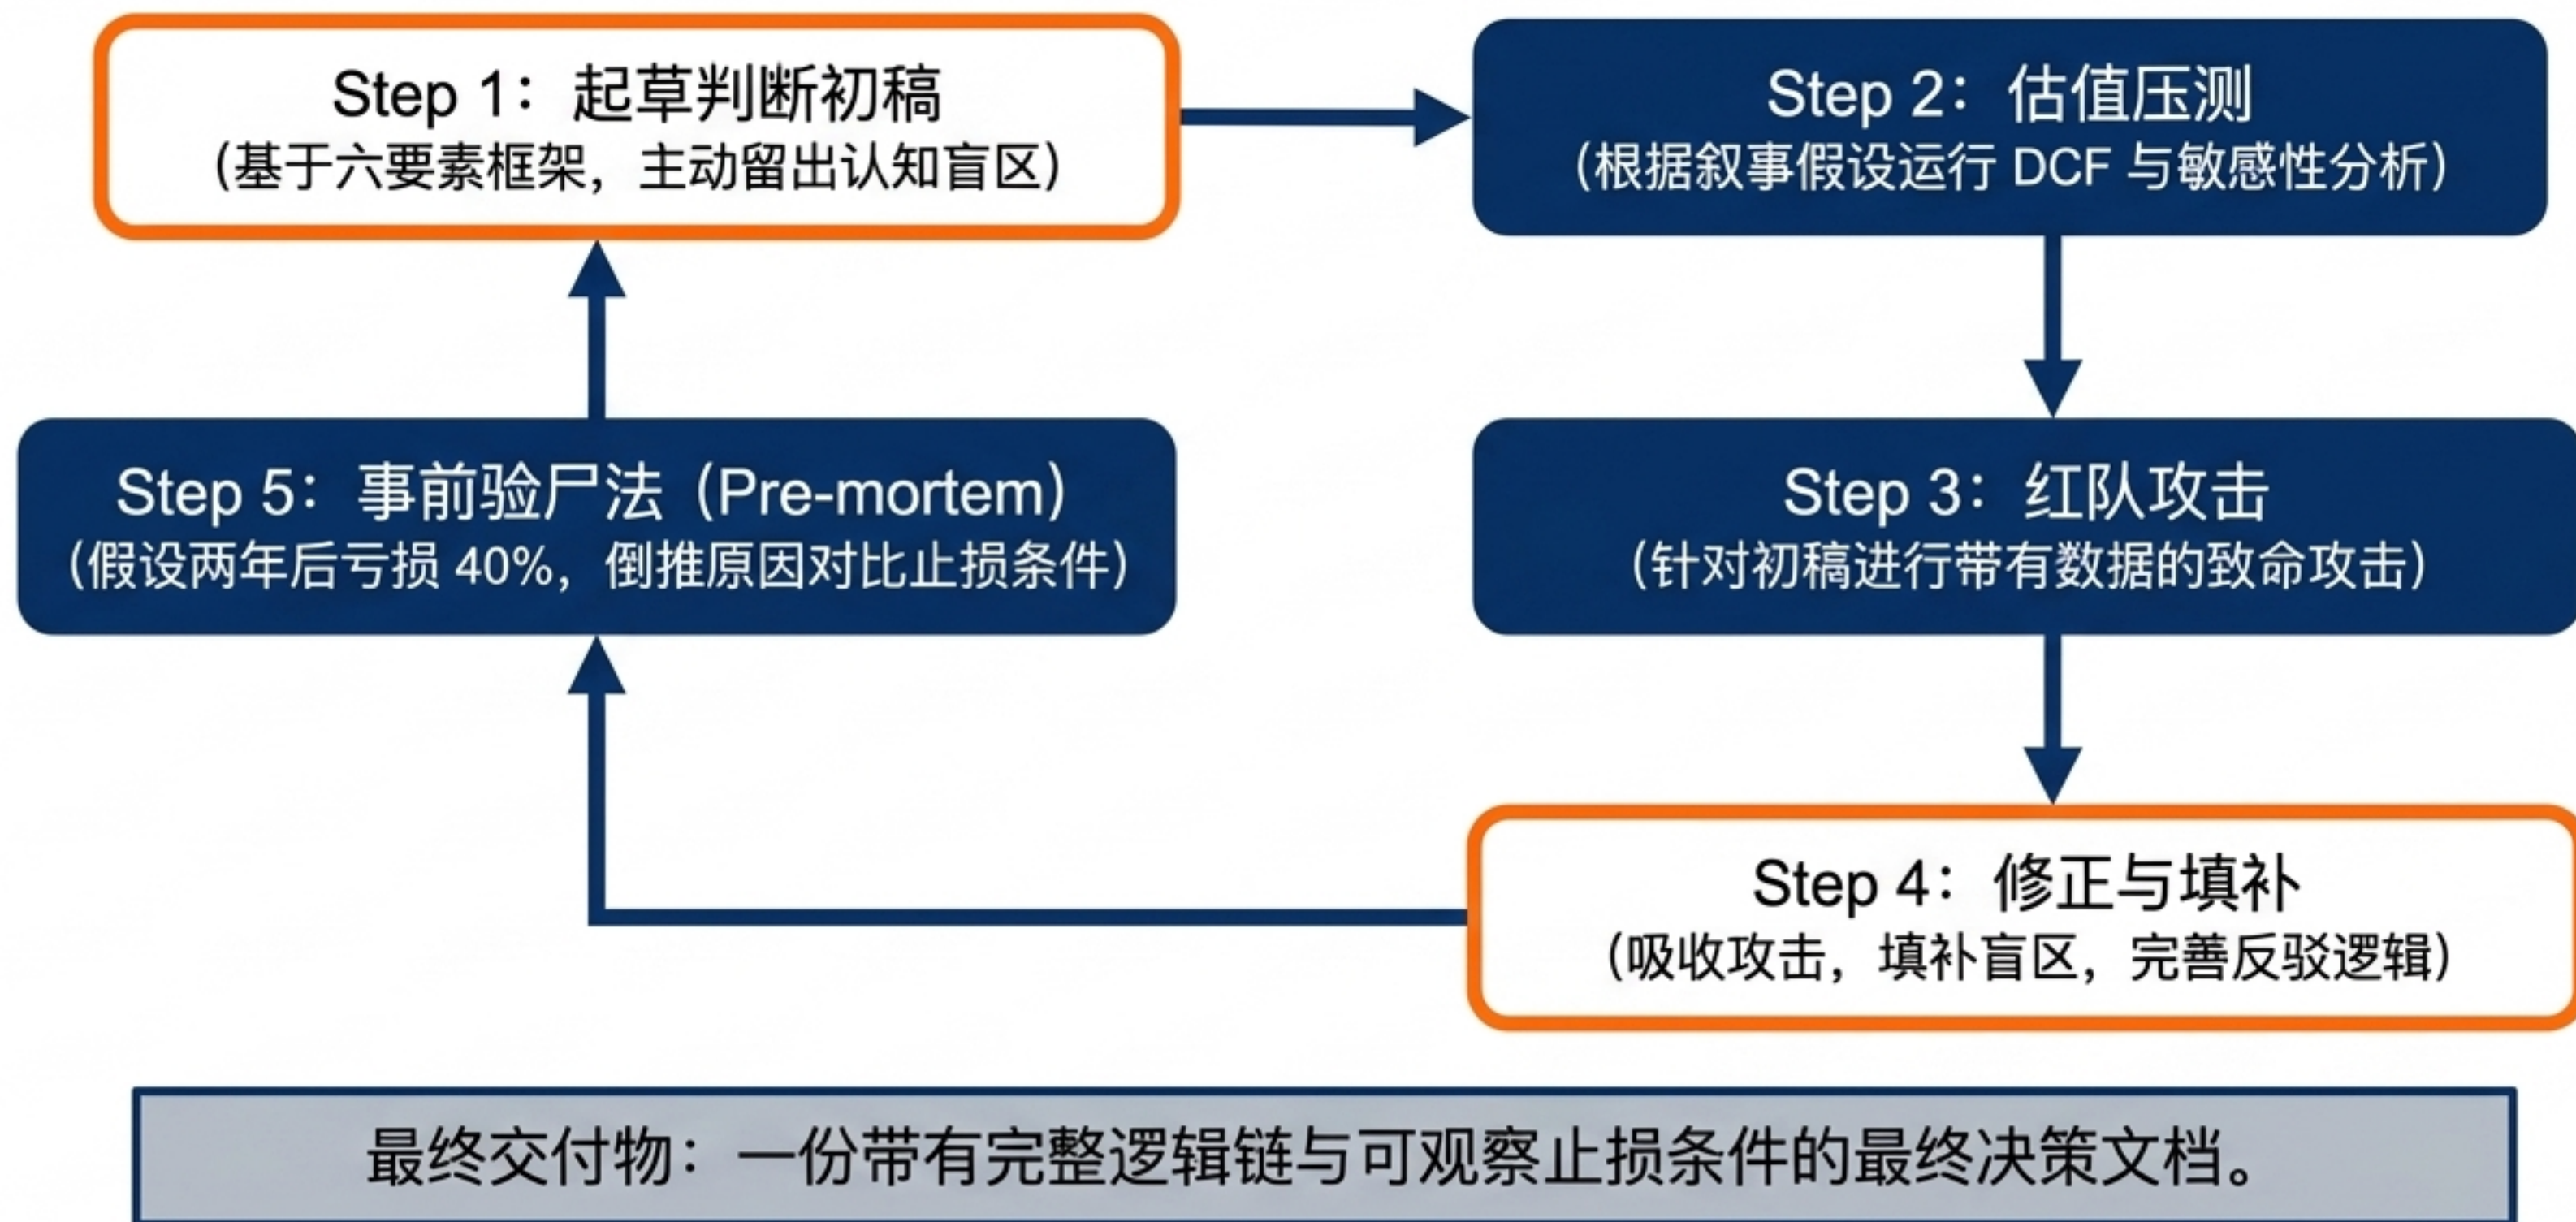 Step 1：起草判断初稿
(基于六要素框架，主动留出认知盲区)
Step 2：估值压测
(根据叙事假设运行 DCF 与敏感性分析)
Step 3：红队攻击
(针对初稿进行带有数据的致命攻击)
Step 4：修正与填补
(吸收攻击，填补盲区，完善反驳逻辑)
Step 5：事前验尸法（Pre-mortem）
(假设两年后亏损 40%，倒推原因对比止损条件)
最终交付物：一份带有完整逻辑链与可观察止损条件的最终决策文档。